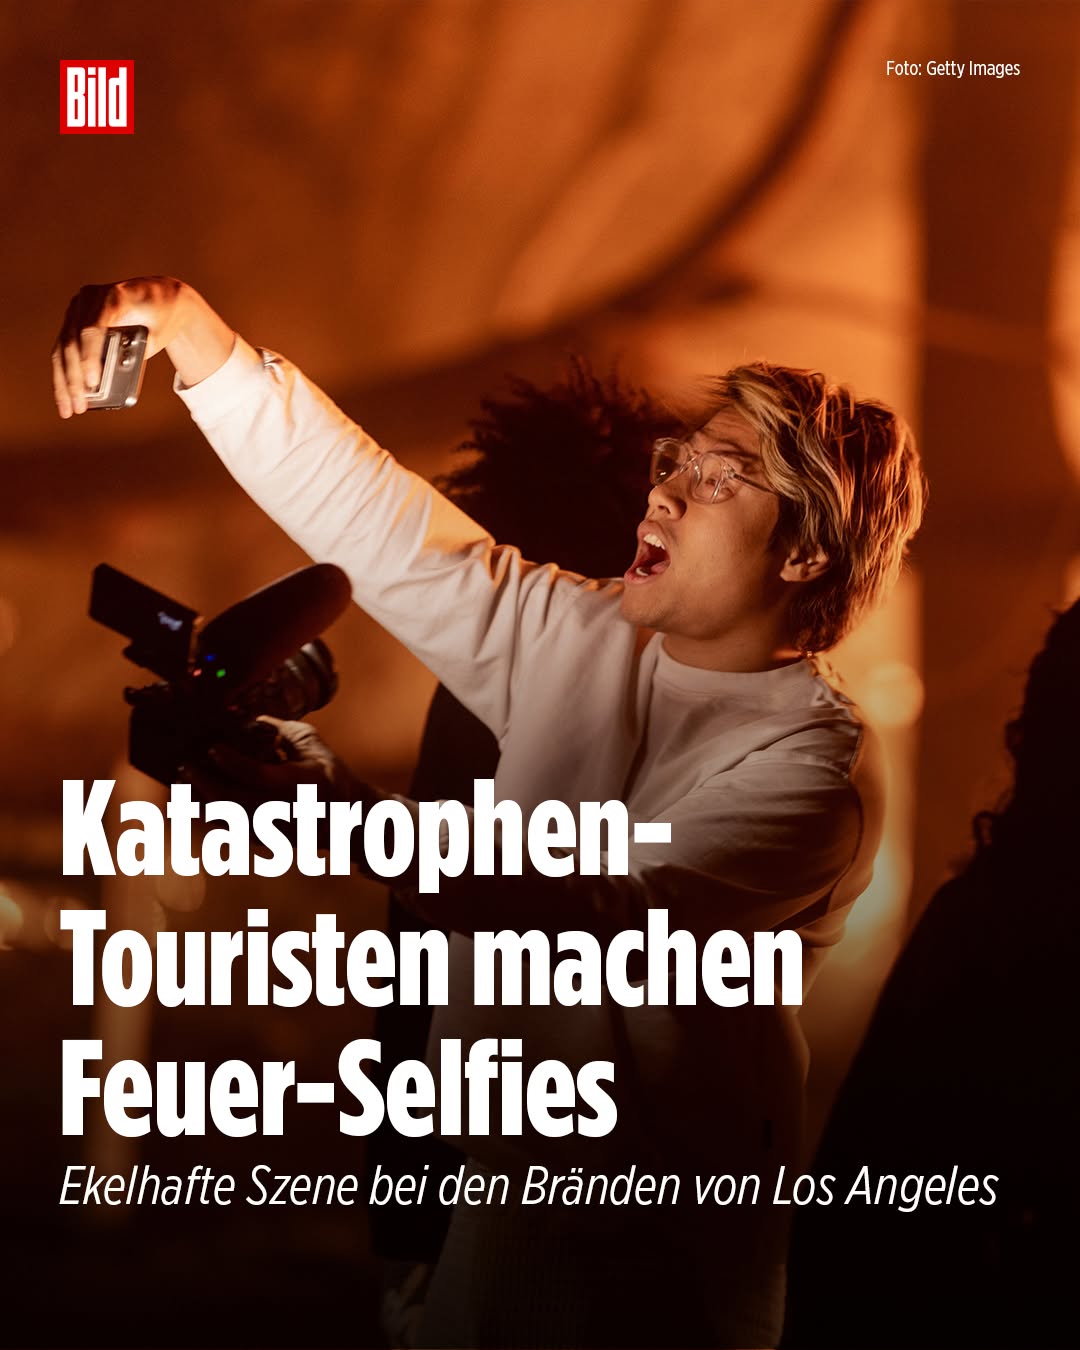 Bild
Foto: Getty Images
Katastrophen-
Touristen machen
Feuer-Selfies
Ekelhafte Szene bei den Bränden von Los Angeles